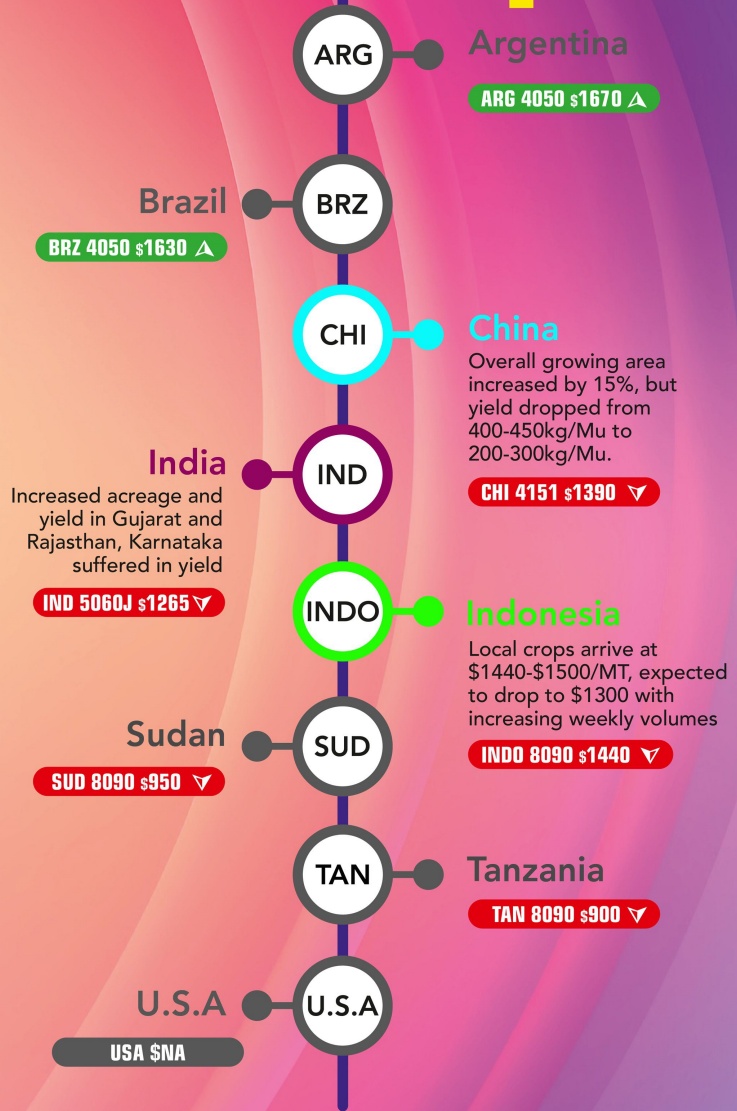 ARG
Argentina
ARG 4050 $1670
Brazil
BRZ
BRZ 4050 $1630
CHI
China
Overall growing area
increased by 15%, but
yield dropped from
400-450kg/Mu to
200-300kg/Mu.
CHI 4151 $1390
India
IND
Increased acreage and
yield in Gujarat and
Rajasthan, Karnataka
suffered in yield
IND 5060J $1265
INDO
Indonesia
Local crops arrive at
$1440-$1500/MT, expected
to drop to $1300 with
increasing weekly volumes
INDO 8090 $1440
Sudan
SUD
SUD 8090 $950
TAN
Tanzania
TAN 8090 $900
U.S.A
U.S.A
USA $NA